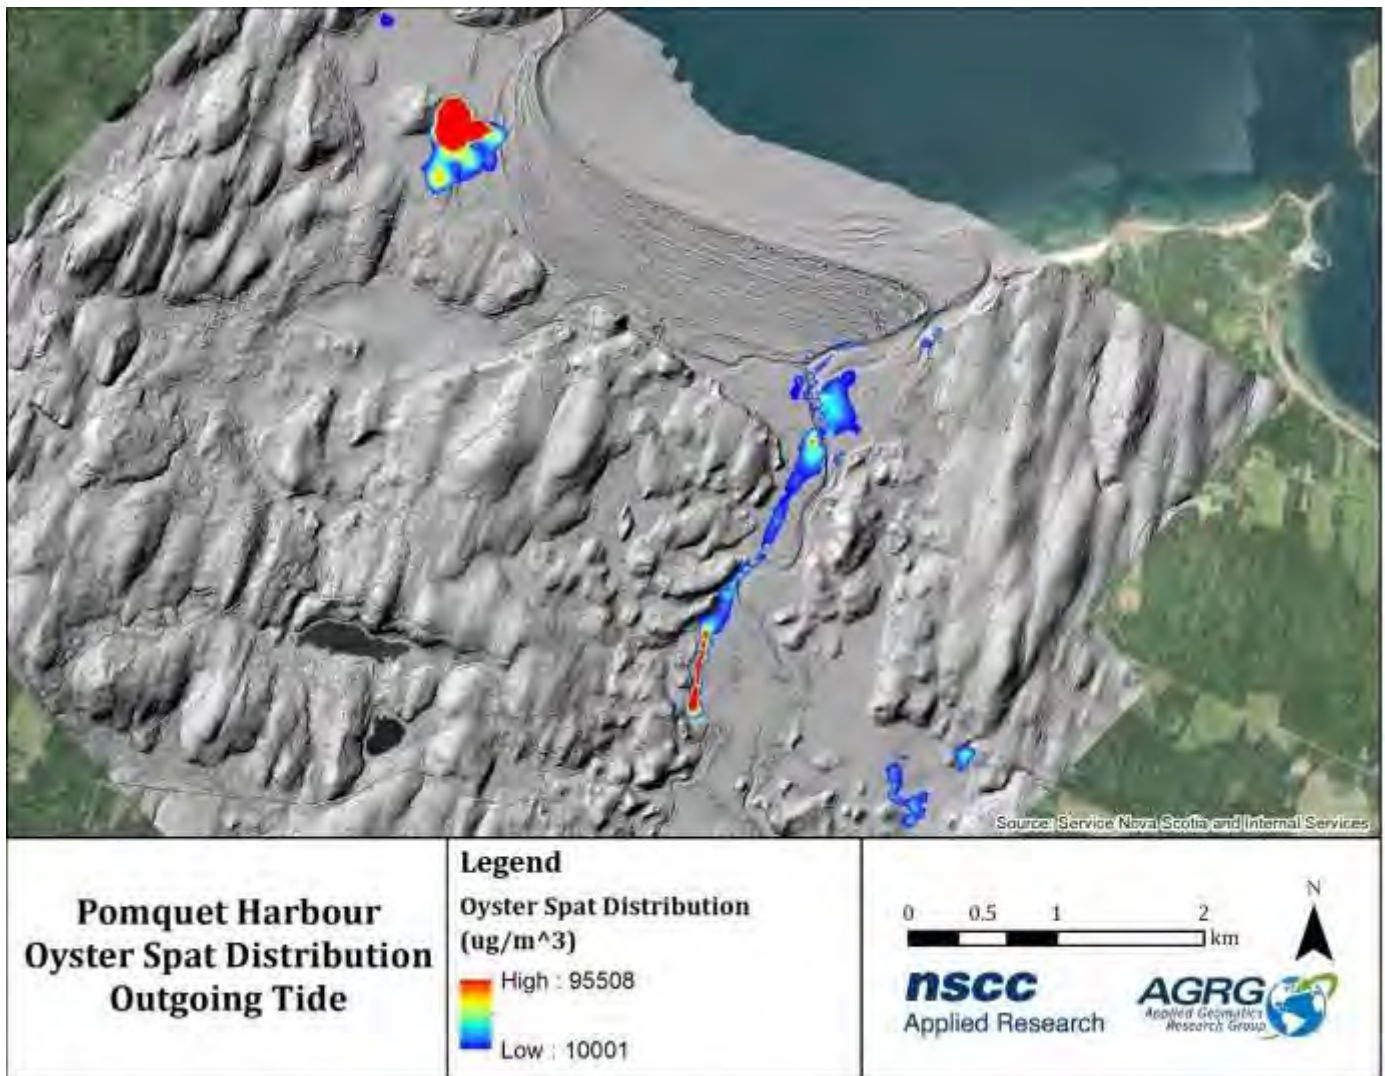 Source: Service Nova Scotia and Internal Services
Pomquet Harbour
Oyster Spat Distribution
Outgoing Tide
Legend
Oyster Spat Distribution
(ug/m^3)
High : 95508
Low : 10001
0 0.5 1 2
km
N
nscc
Applied Research
AGRG
Applied Geomatics
Research Group